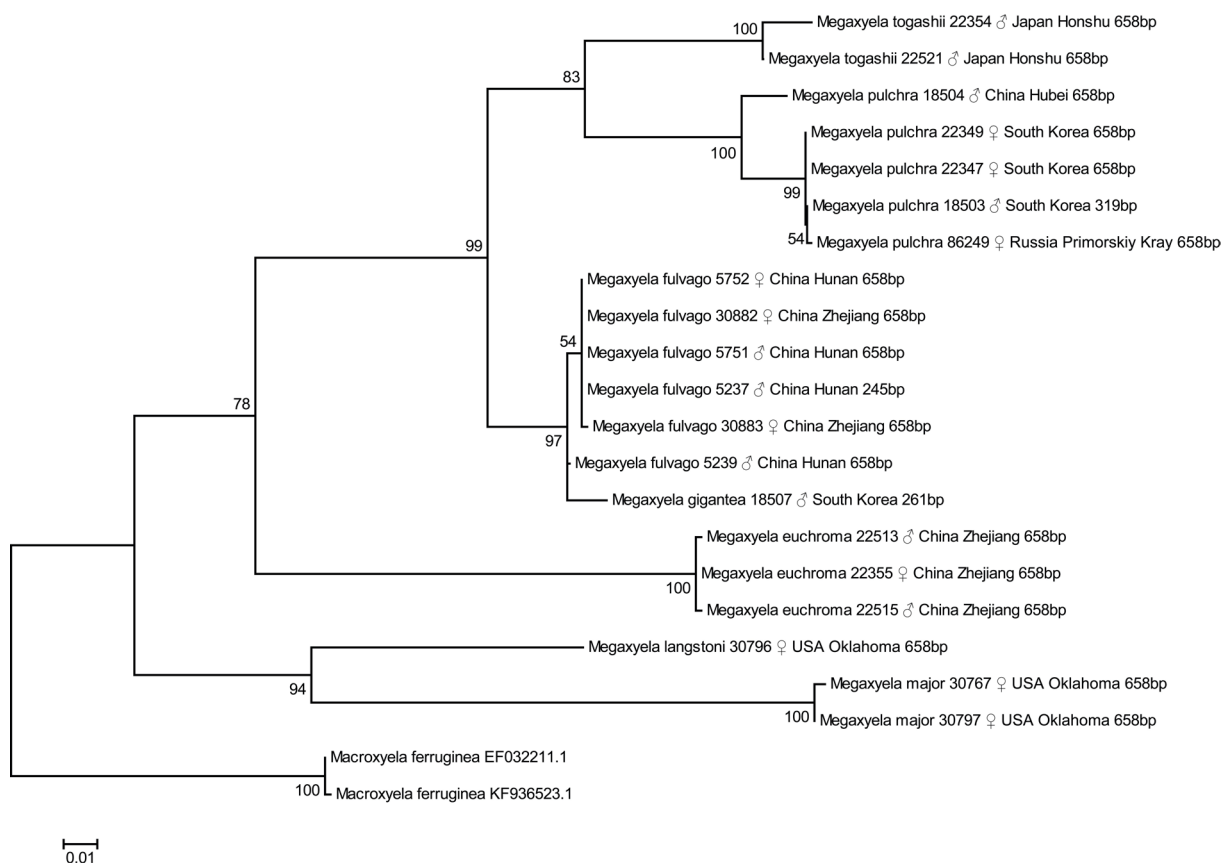 Megaxyela togashii 22354 ♂ Japan Honshu 658bp
100
Megaxyela togashii 22521 ♂ Japan Honshu 658bp
83
Megaxyela pulchra 18504 ♂ China Hubei 658bp
Megaxyela pulchra 22349 ♀ South Korea 658bp
100
Megaxyela pulchra 22347 ♀ South Korea 658bp
99
Megaxyela pulchra 18503 ♂ South Korea 319bp
54
Megaxyela pulchra 86249 ♀ Russia Primorskiy Kray 658bp
99
Megaxyela fulvago 5752 ♀ China Hunan 658bp
Megaxyela fulvago 30882 ♀ China Zhejiang 658bp
54
Megaxyela fulvago 5751 ♂ China Hunan 658bp
Megaxyela fulvago 5237 ♂ China Hunan 245bp
78
Megaxyela fulvago 30883 ♀ China Zhejiang 658bp
97
Megaxyela fulvago 5239 ♂ China Hunan 658bp
Megaxyela gigantea 18507 ♂ South Korea 261bp
Megaxyela euchroma 22513 ♂ China Zhejiang 658bp
Megaxyela euchroma 22355 ♀ China Zhejiang 658bp
100
Megaxyela euchroma 22515 ♂ China Zhejiang 658bp
Megaxyela langstoni 30796 ♀ USA Oklahoma 658bp
94
Megaxyela major 30767 ♀ USA Oklahoma 658bp
100
Megaxyela major 30797 ♀ USA Oklahoma 658bp
Macroxyela ferruginea EF032211.1
100
Macroxyela ferruginea KF936523.1
0.01